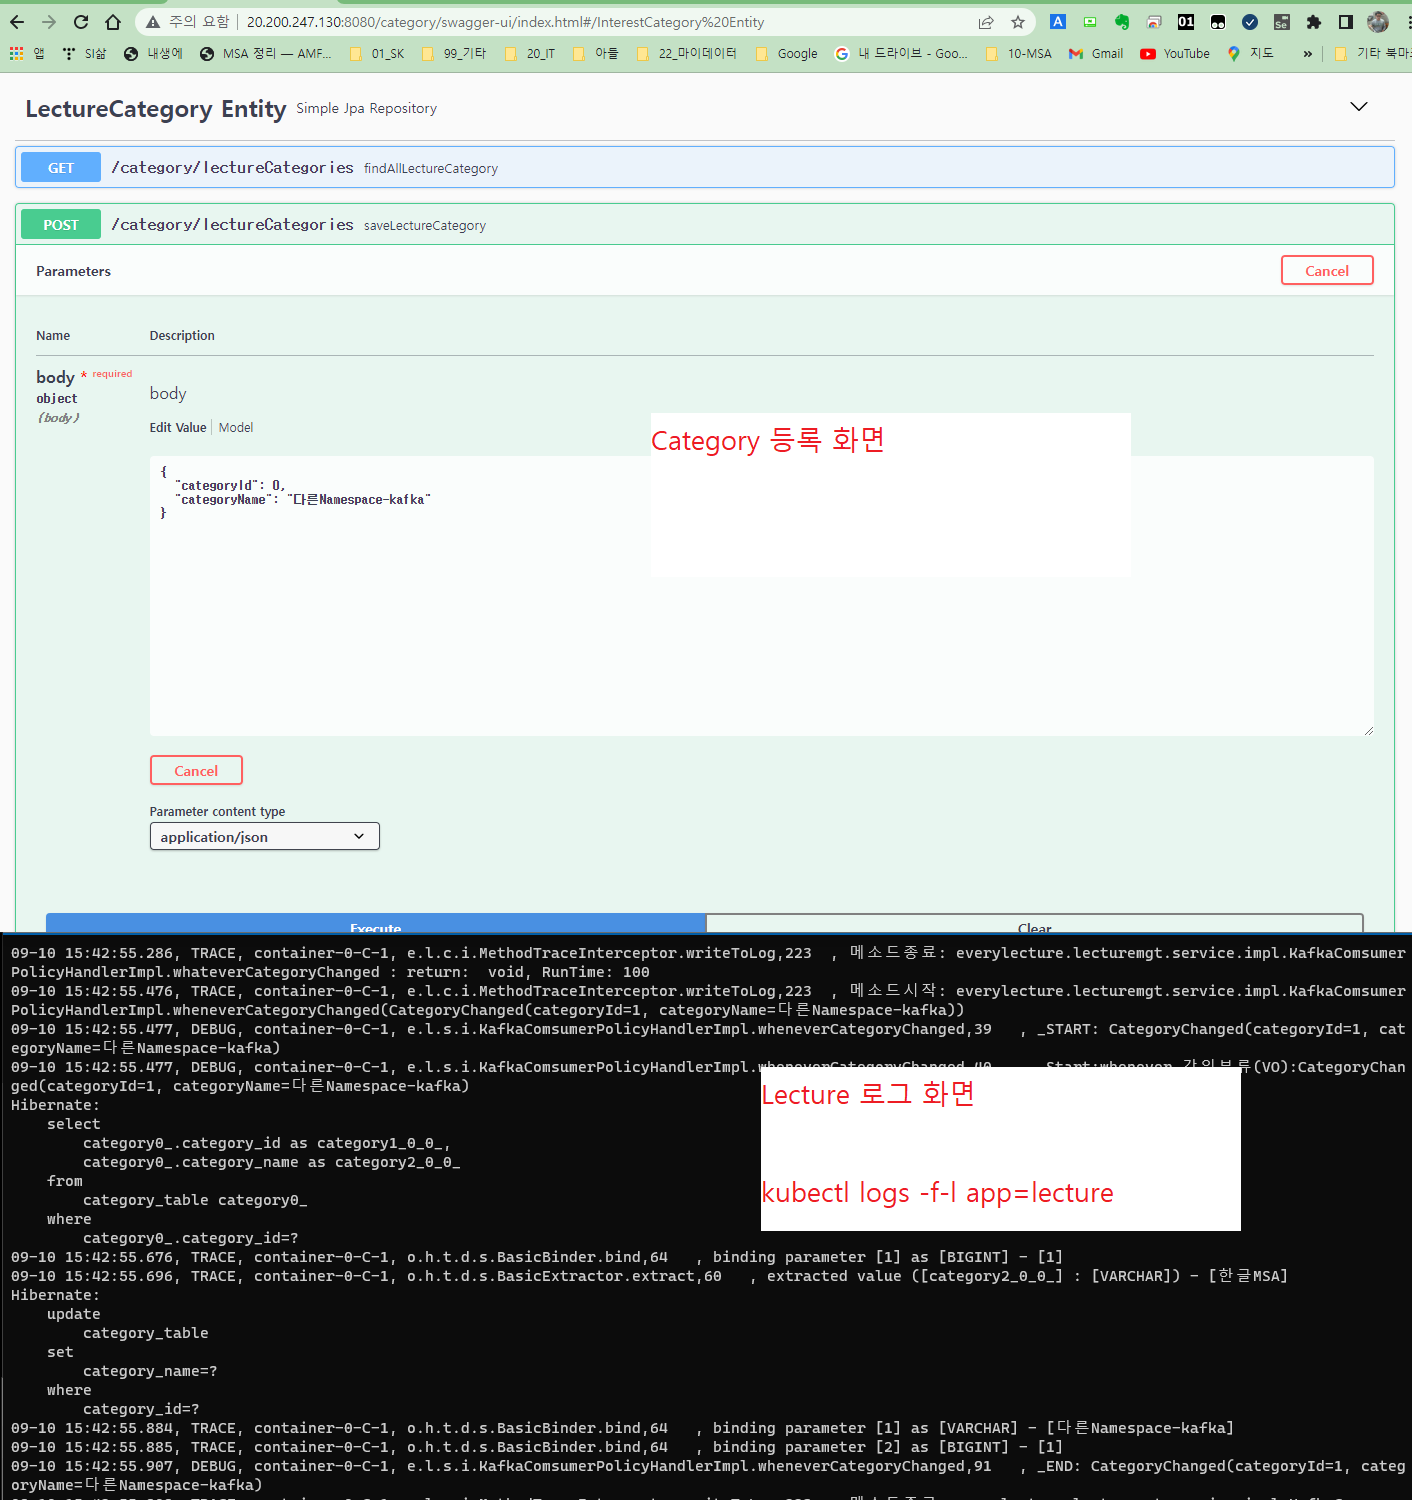 주의 요함 | 20.200.247.130:8080/category/swagger-ui/index.html#/InterestCategory%20Entity
앱 SI삶 내생에 MSA 정리 — AMF... 01_SK 99_기타 20_IT 아들 22_마이데이터 Google 내 드라이브 - Goo... 10-MSA Gmail YouTube 지도 » 기타 북마크
LectureCategory Entity Simple Jpa Repository
GET /category/lectureCategories findAllLectureCategory
POST /category/lectureCategories saveLectureCategory
Parameters Cancel
Name Description
body * required
object
(body)
body
Edit Value | Model
Category 등록 화면
{
"categoryId": 0,
"categoryName": "다른Namespace-kafka"
}
Cancel
Parameter content type
application/json
Execute Clear
09-10 15:42:55.286, TRACE, container-0-C-1, e.l.c.i.MethodTraceInterceptor.writeToLog,223 , 메소드종료: everylecture.lecturemgt.service.impl.KafkaComsumer
PolicyHandlerImpl.whateverCategoryChanged : return: void, RunTime: 100
09-10 15:42:55.476, TRACE, container-0-C-1, e.l.c.i.MethodTraceInterceptor.writeToLog,223 , 메소드시작: everylecture.lecturemgt.service.impl.KafkaComsumer
PolicyHandlerImpl.wheneverCategoryChanged(CategoryChanged(categoryId=1, categoryName=다른Namespace-kafka))
09-10 15:42:55.477, DEBUG, container-0-C-1, e.l.s.i.KafkaComsumerPolicyHandlerImpl.wheneverCategoryChanged,39 , _START: CategoryChanged(categoryId=1, cat
egoryName=다른Namespace-kafka)
09-10 15:42:55.477, DEBUG, container-0-C-1, e.l.s.i.KafkaComsumerPolicyHandlerImpl.wheneverCategoryChanged,40 , Start:whenever 강의분류(VO):CategoryChan
ged(categoryId=1, categoryName=다른Namespace-kafka)
Lecture 로그 화면
kubectl logs -f-l app=lecture
Hibernate:
select
category0_.category_id as category1_0_0_,
category0_.category_name as category2_0_0_
from
category_table category0_
where
category0_.category_id=?
09-10 15:42:55.676, TRACE, container-0-C-1, o.h.t.d.s.BasicBinder.bind,64 , binding parameter [1] as [BIGINT] - [1]
09-10 15:42:55.696, TRACE, container-0-C-1, o.h.t.d.s.BasicExtractor.extract,60 , extracted value ([category2_0_0_] : [VARCHAR]) - [한글MSA]
Hibernate:
update
category_table
set
category_name=?
where
category_id=?
09-10 15:42:55.884, TRACE, container-0-C-1, o.h.t.d.s.BasicBinder.bind,64 , binding parameter [1] as [VARCHAR] - [다른Namespace-kafka]
09-10 15:42:55.885, TRACE, container-0-C-1, o.h.t.d.s.BasicBinder.bind,64 , binding parameter [2] as [BIGINT] - [1]
09-10 15:42:55.907, DEBUG, container-0-C-1, e.l.s.i.KafkaComsumerPolicyHandlerImpl.wheneverCategoryChanged,91 , _END: CategoryChanged(categoryId=1, categ
oryName=다른Namespace-kafka)